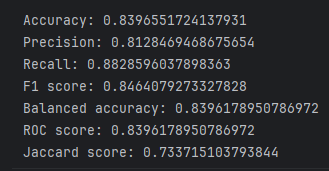 Accuracy: 0.8396551724137931
Precision: 0.8128469468675654
Recall: 0.8828596037898363
F1 score: 0.8464079273327828
Balanced accuracy: 0.8396178950786972
ROC score: 0.8396178950786972
Jaccard score: 0.733715103793844